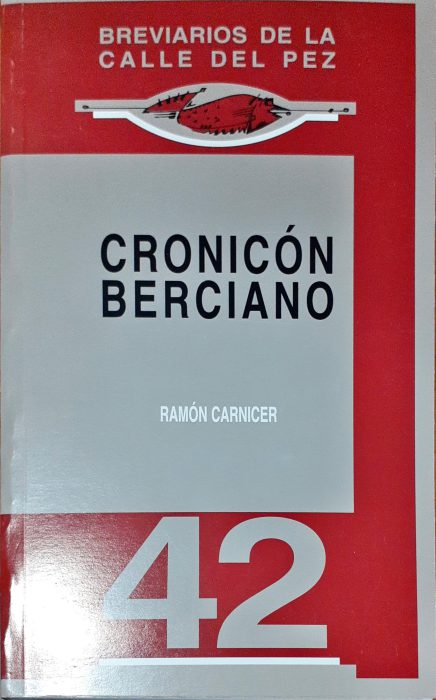 BREVIARIOS DE LA
CALLE DEL PEZ
CRONICÓN
BERCIANO
RAMÓN CARNICER
42